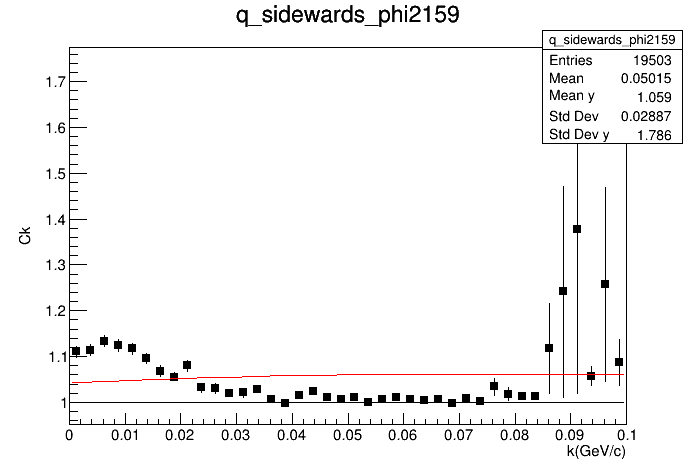 q_sidewards_phi2159
q_sidewards_phi2159
Entries 19503
Mean 0.05015
Mean y 1.059
Std Dev 0.02887
Std Dev y 1.786
Ck
1.7
1.6
1.5
1.4
1.3
1.2
1.1
1
0 0.01 0.02 0.03 0.04 0.05 0.06 0.07 0.08 0.09 0.1
k(GeV/c)